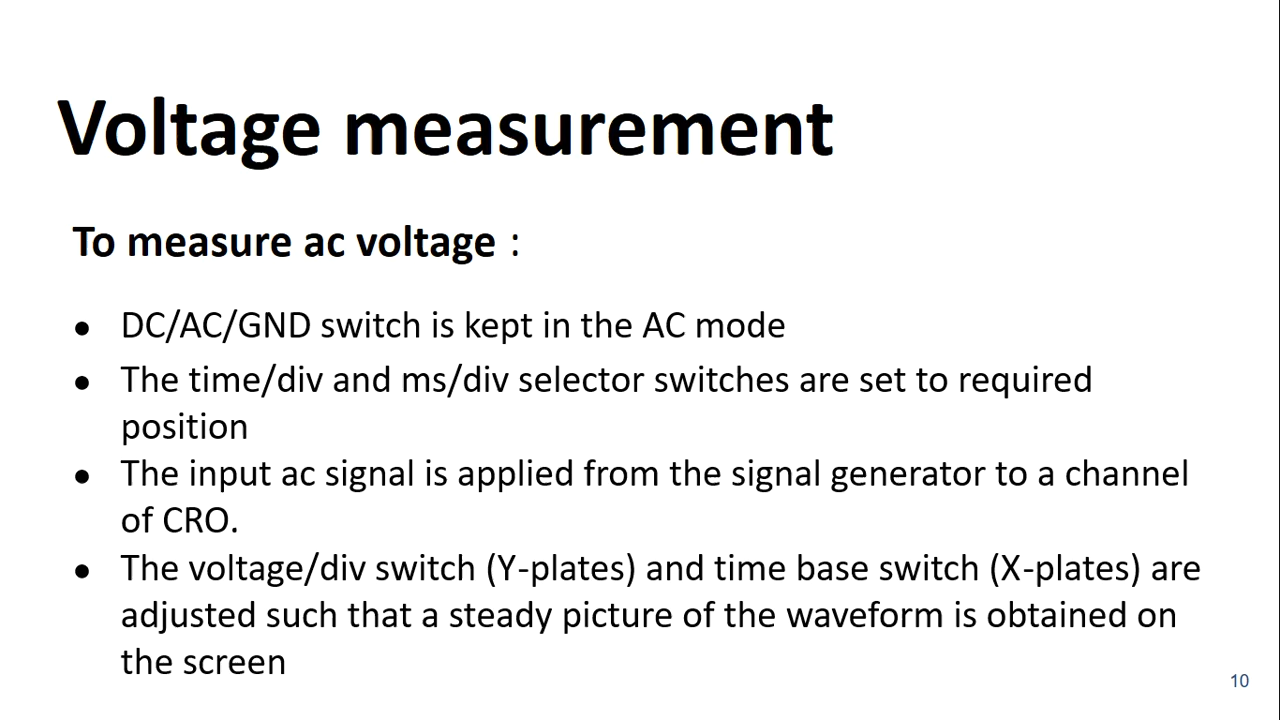 Voltage measurement
To measure ac voltage :
● DC/AC/GND switch is kept in the AC mode
● The time/div and ms/div selector switches are set to required
position
● The input ac signal is applied from the signal generator to a channel
of CRO.
● The voltage/div switch (Y-plates) and time base switch (X-plates) are
adjusted such that a steady picture of the waveform is obtained on
the screen
10